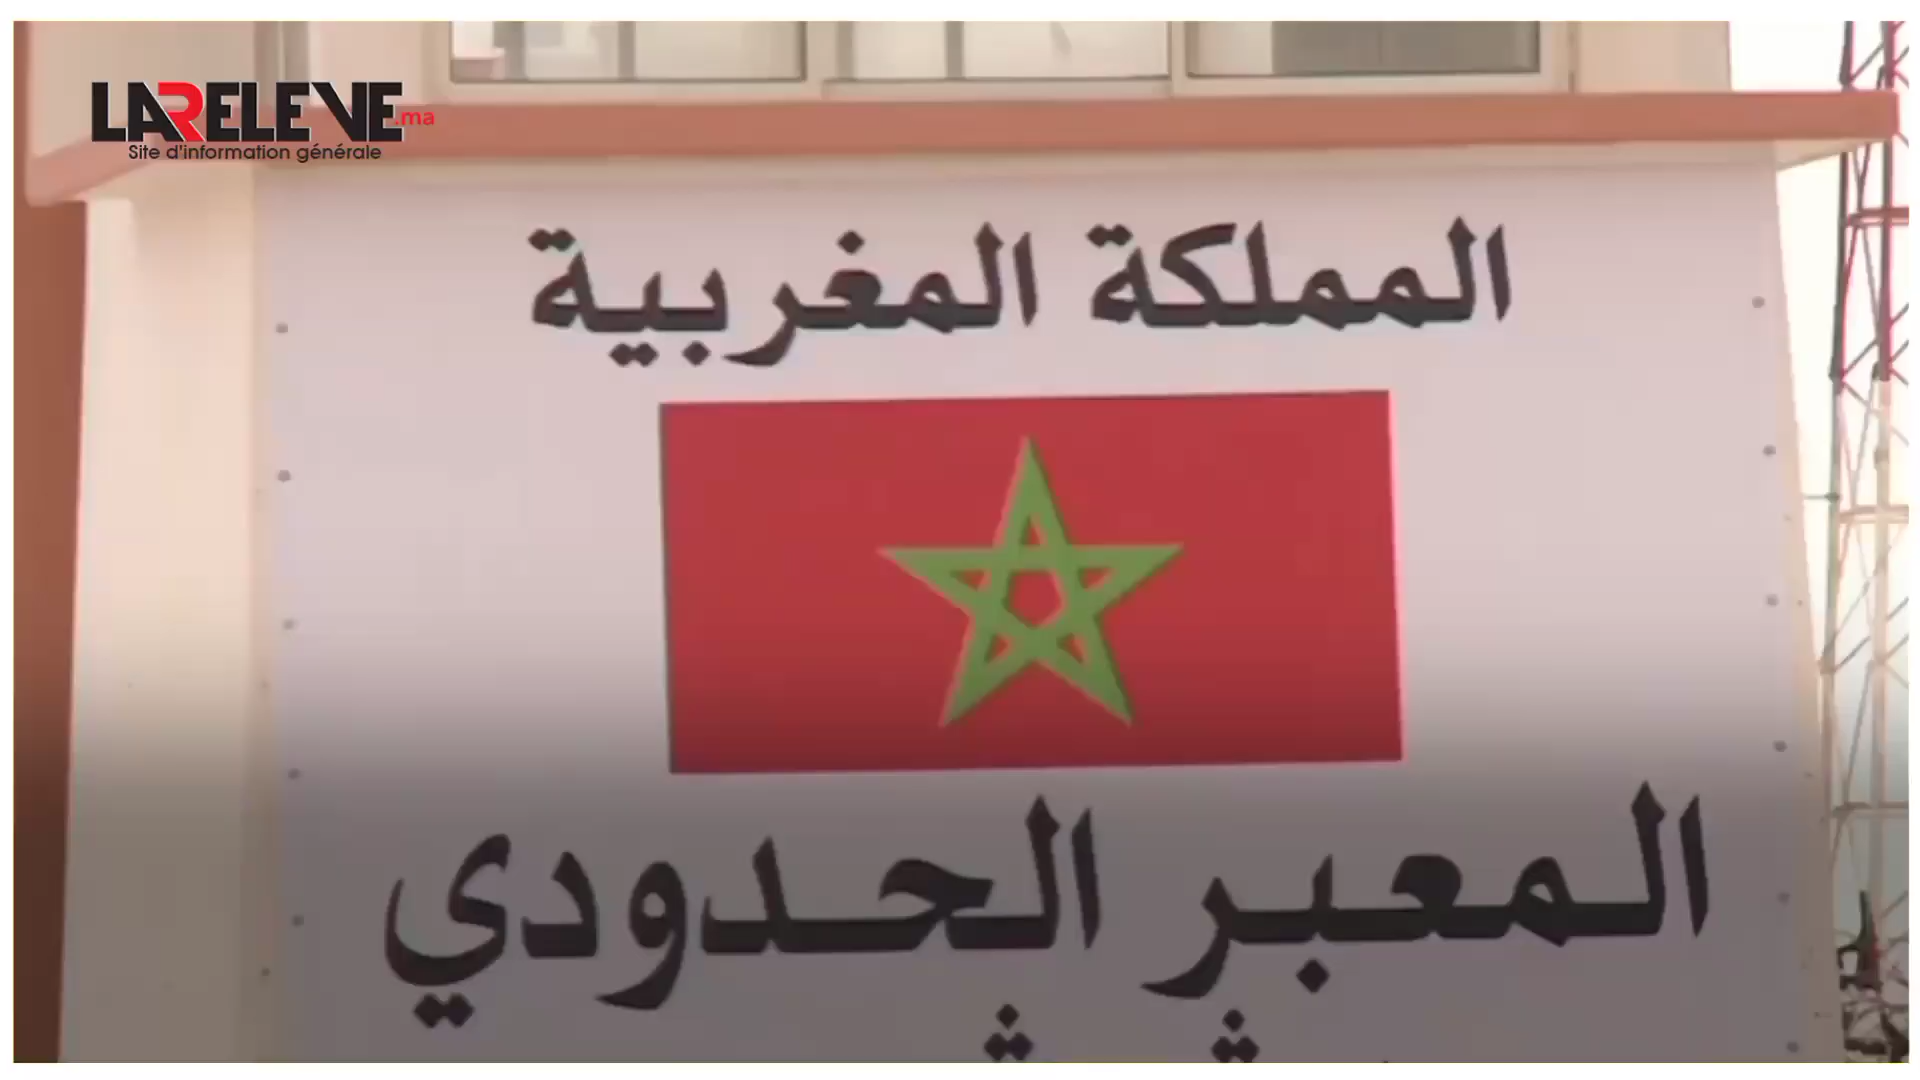 LARELEVE.ma
Site d'information générale
المملكة المغربية
المعبر الحدودي